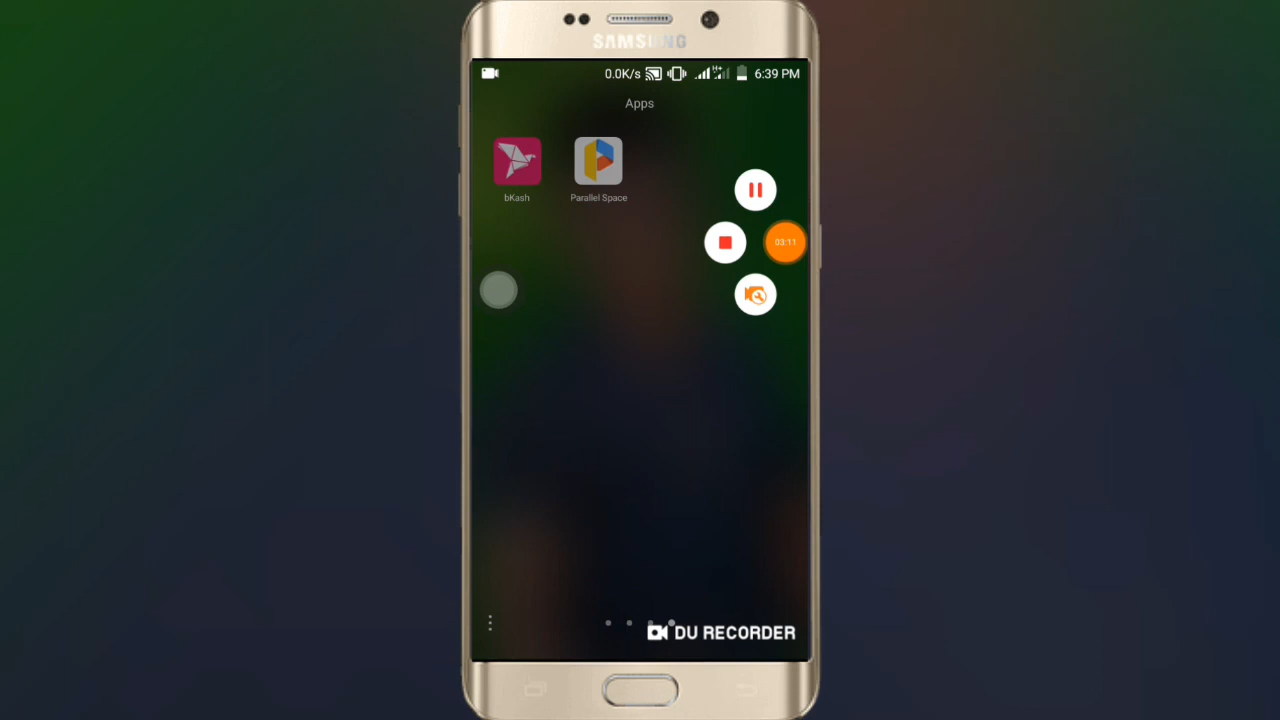 SAMSUNG
0.0K/s H+ 6:39 PM
Apps
bKash Parallel Space
03:11
DU RECORDER